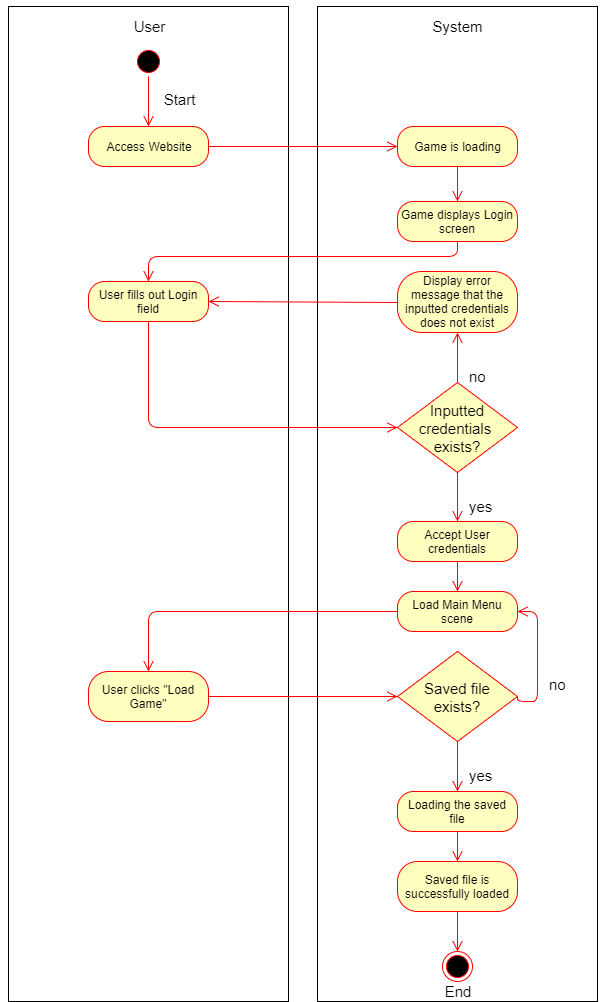 User
System
Start
Access Website
Game is loading
Game displays Login
screen
User fills out Login
field
Display error
message that the
inputted credentials
does not exist
no
Inputted
credentials
exists?
yes
Accept User
credentials
Load Main Menu
scene
User clicks "Load
Game"
Saved file
exists?
no
yes
Loading the saved
file
Saved file is
successfully loaded
End